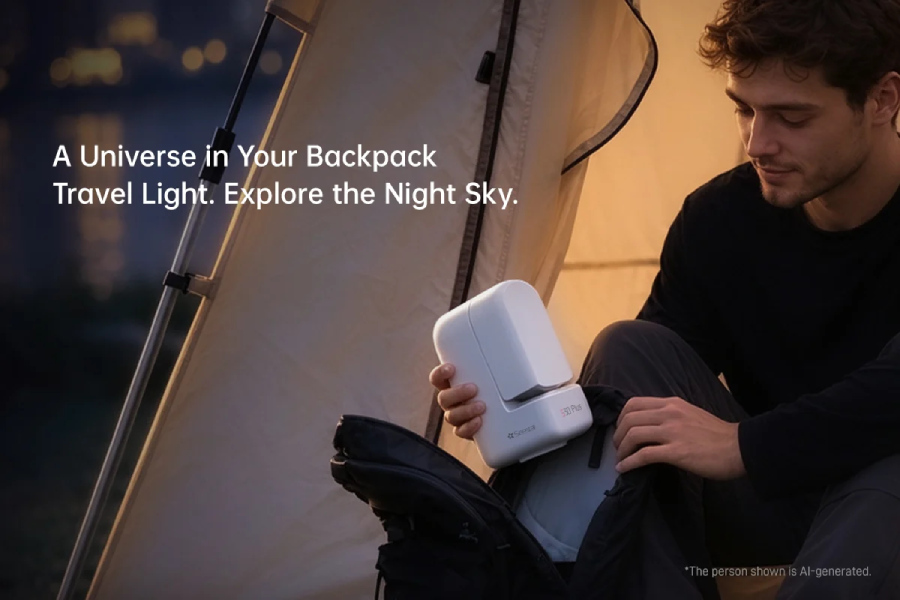 A Universe in Your Backpack
Travel Light. Explore the Night Sky.
S30 Plus
*The person shown is AI-generated.